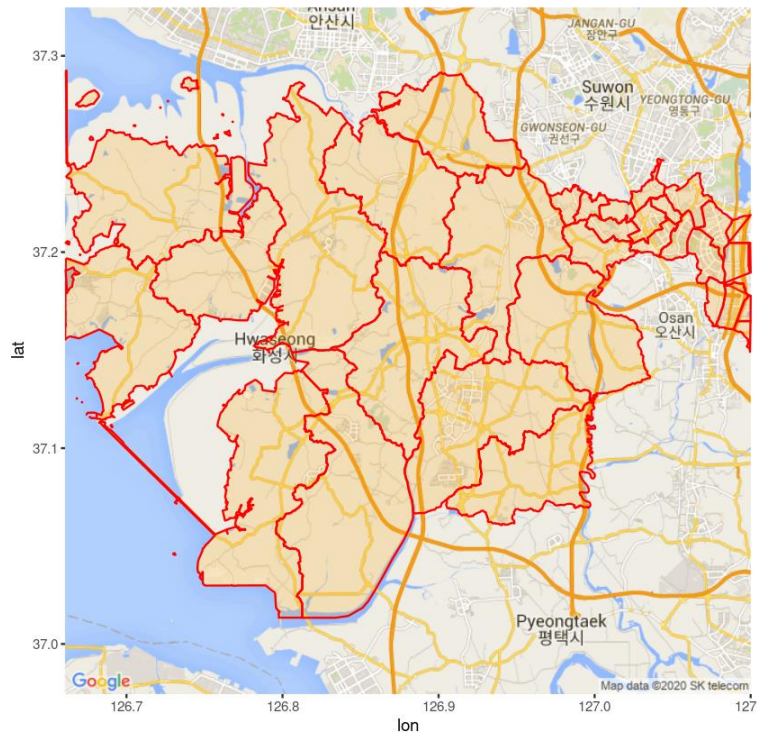 Ansan
안산시
JANGAN-GU
장안구
37.3
Suwon
수원시
YEONGTONG-GU
영통구
GWONSEON-GU
권선구
37.2
Osan
오산시
Hwaseong
화성시
lat
37.1
Pyeongtaek
평택시
37.0
Google
Map data ©2020 SK telecom
126.7
126.8
126.9
127.0
127
lon